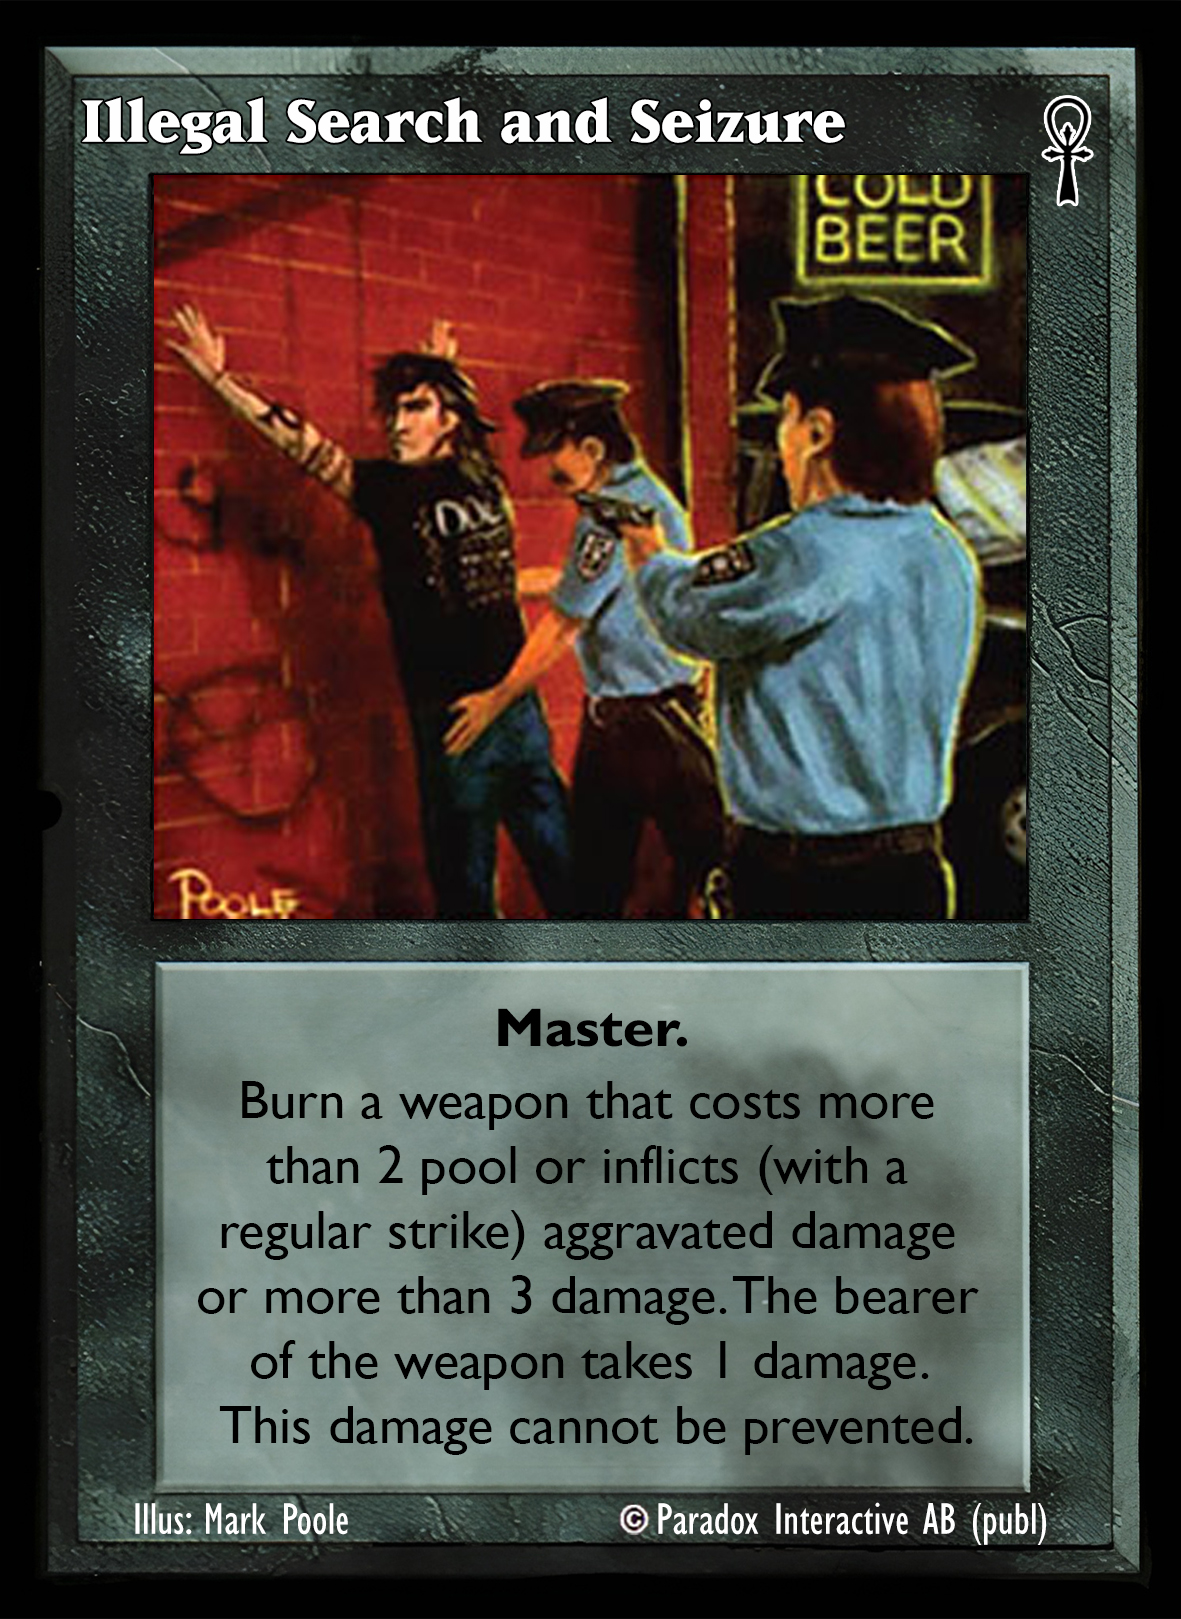 Illegal Search and Seizure
COLD
BEER
POOLE
Master.
Burn a weapon that costs more
than 2 pool or inflicts (with a
regular strike) aggravated damage
or more than 3 damage. The bearer
of the weapon takes 1 damage.
This damage cannot be prevented.
Illus: Mark Poole
© Paradox Interactive AB (publ)